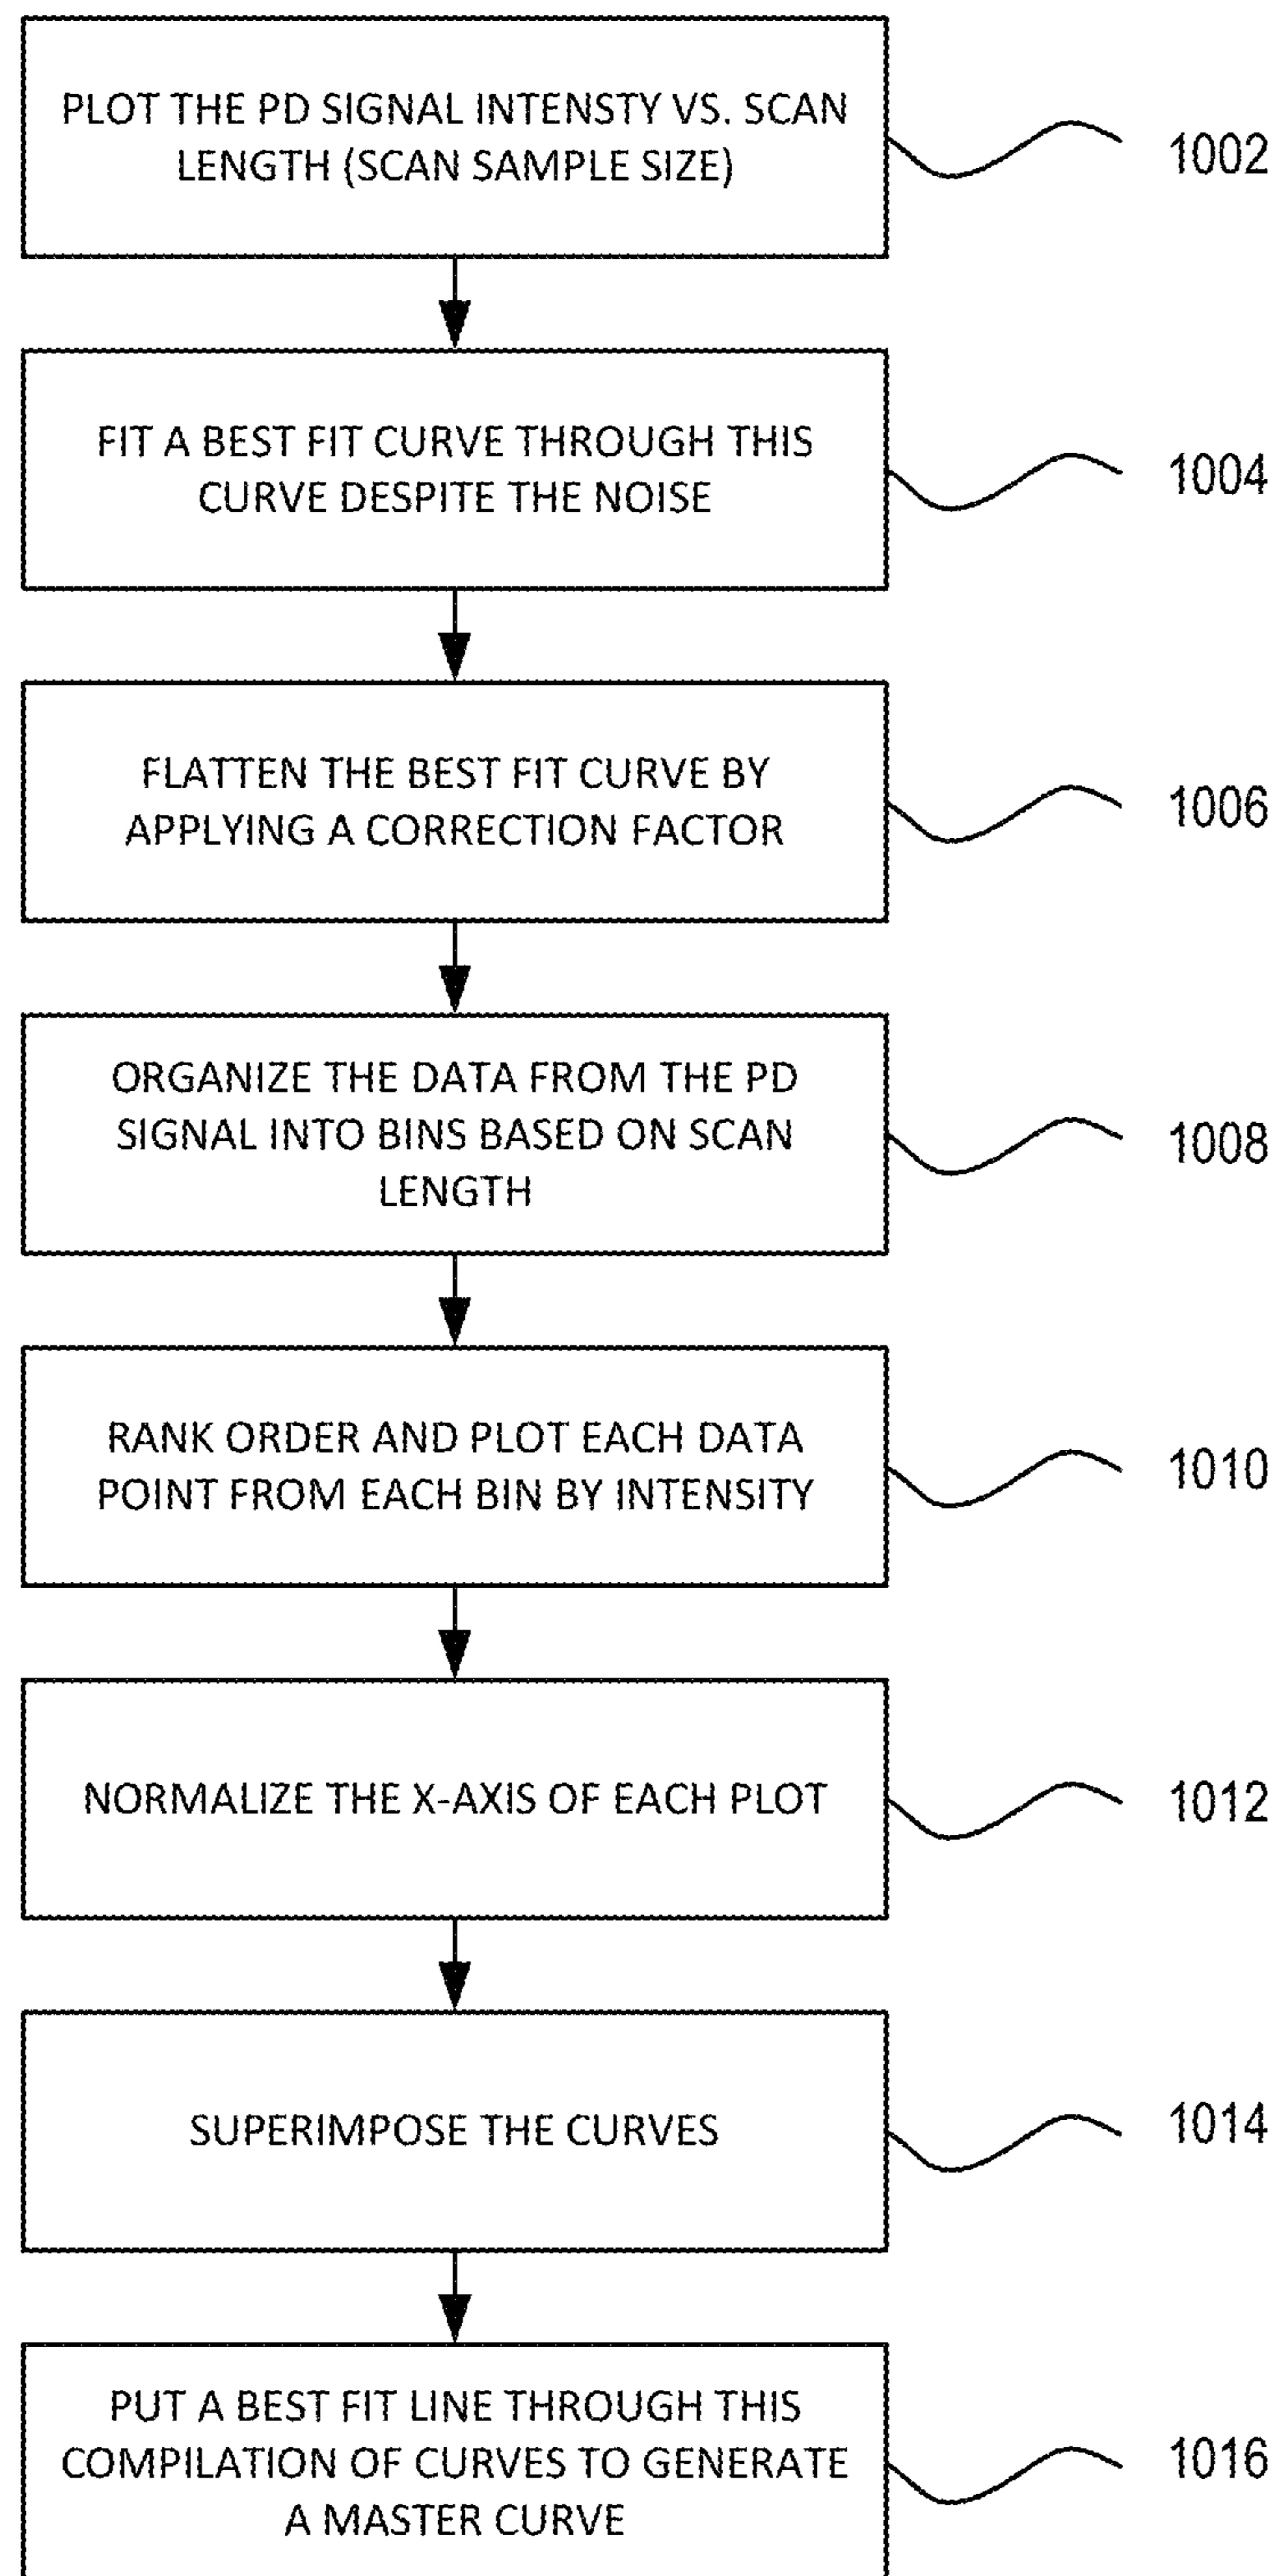 PLOT THE PD SIGNAL INTENSTY VS. SCAN
LENGTH (SCAN SAMPLE SIZE)
1002
FIT A BEST FIT CURVE THROUGH THIS
CURVE DESPITE THE NOISE
1004
FLATTEN THE BEST FIT CURVE BY
APPLYING A CORRECTION FACTOR
1006
ORGANIZE THE DATA FROM THE PD
SIGNAL INTO BINS BASED ON SCAN
LENGTH
1008
RANK ORDER AND PLOT EACH DATA
POINT FROM EACH BIN BY INTENSITY
1010
NORMALIZE THE X-AXIS OF EACH PLOT
1012
SUPERIMPOSE THE CURVES
1014
PUT A BEST FIT LINE THROUGH THIS
COMPILATION OF CURVES TO GENERATE
A MASTER CURVE
1016